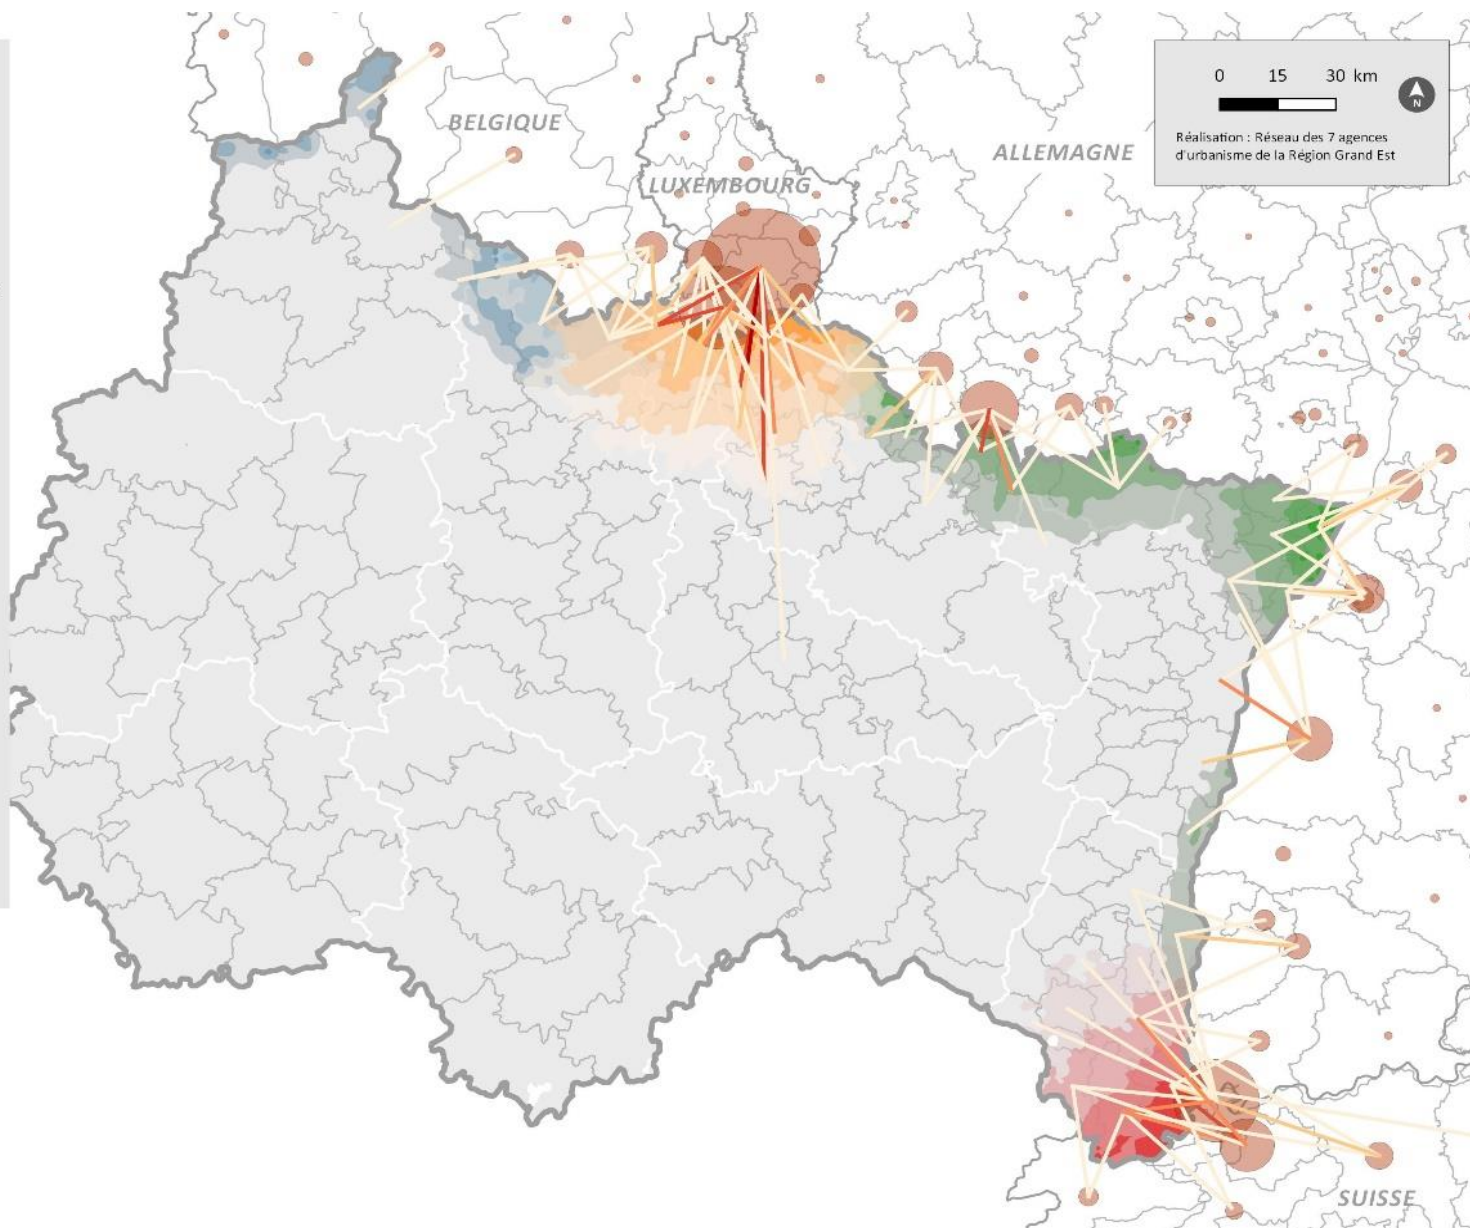 0 15 30 km
N
Réalisation : Réseau des 7 agences
d'urbanisme de la Région Grand Est
BELGIQUE
ALLEMAGNE
LUXEMBOURG
SUISSE